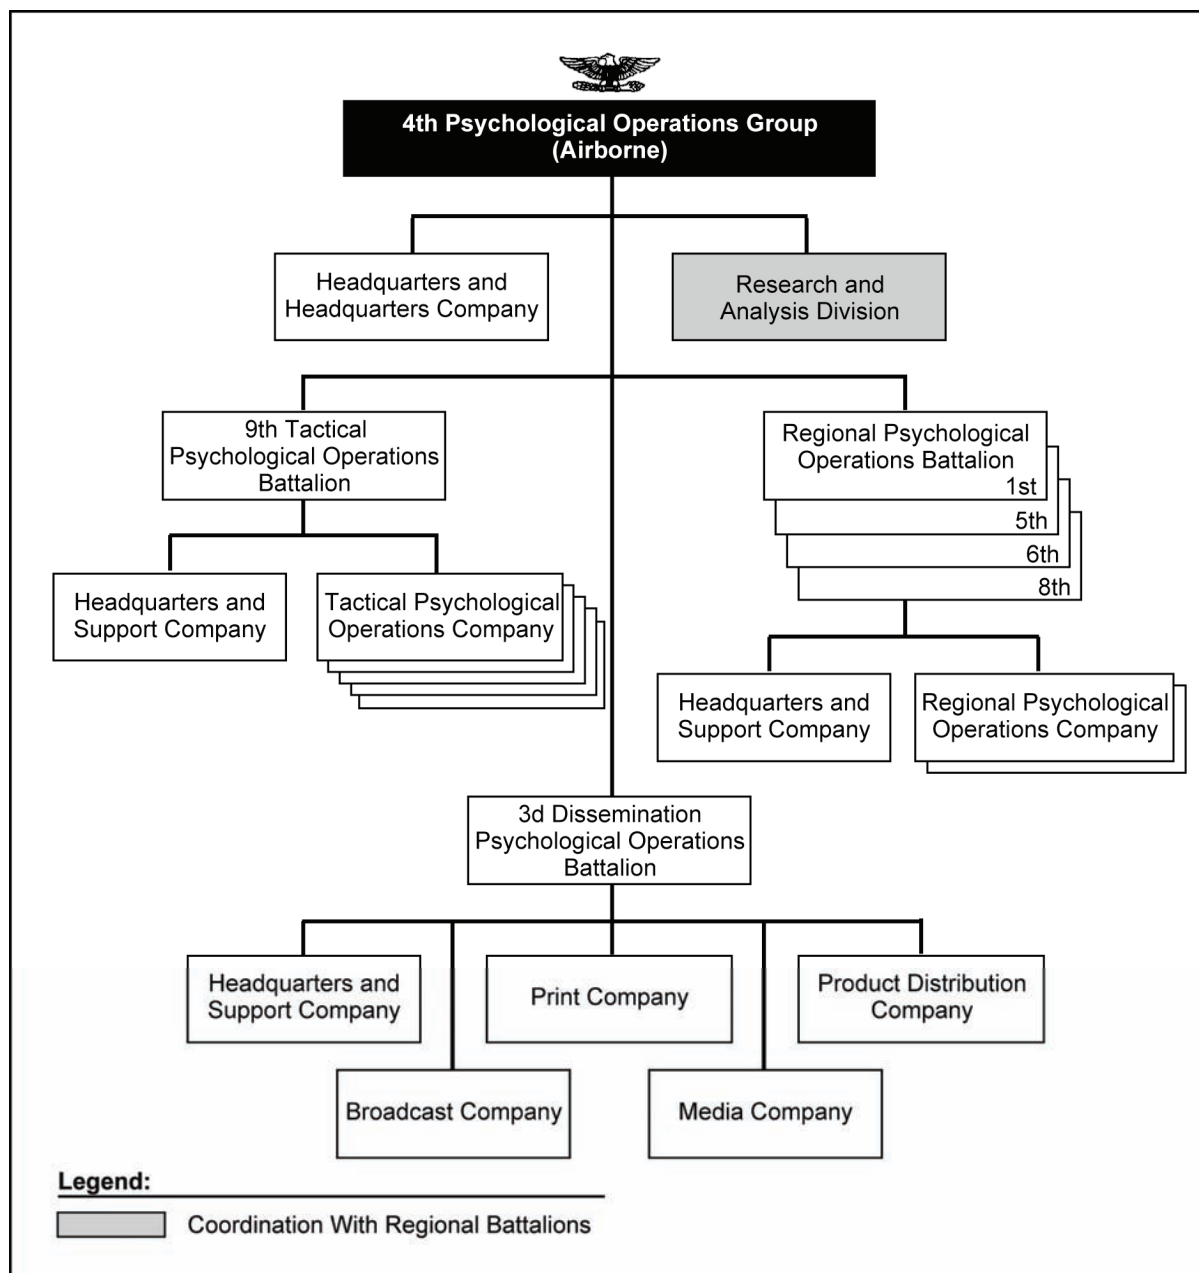 4th Psychological Operations Group
(Airborne)
Headquarters and
Headquarters Company
Research and
Analysis Division
9th Tactical
Psychological Operations
Battalion
Regional Psychological
Operations Battalion
1st
5th
6th
8th
Headquarters and
Support Company
Tactical Psychological
Operations Company
Headquarters and
Support Company
Regional Psychological
Operations Company
3d Dissemination
Psychological Operations
Battalion
Headquarters and
Support Company
Print Company
Product Distribution
Company
Broadcast Company
Media Company
Legend:
Coordination With Regional Battalions